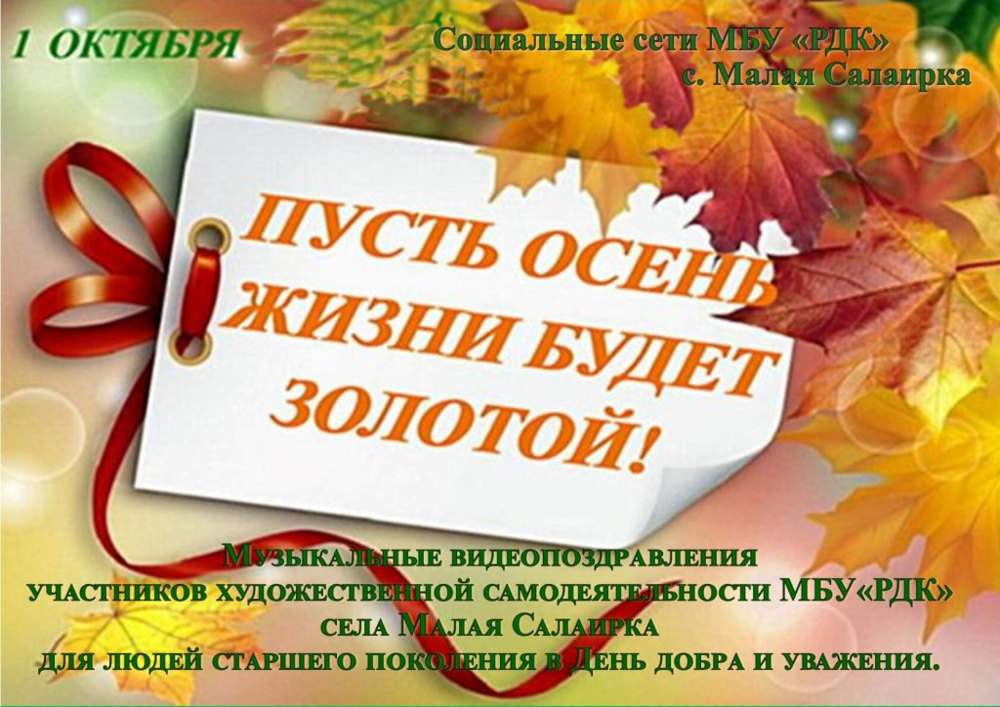 1 ОКТЯБРЯ
Социальные сети МБУ «РДК»
с. Малая Салаирка
ПУСТЬ ОСЕНЬ
ЖИЗНИ БУДЕТ
ЗОЛОТОЙ!
Музыкальные видеопоздравления
участников художественной самодеятельности МБУ«РДК»
села Малая Салаирка
для людей старшего поколения в День добра и уважения.